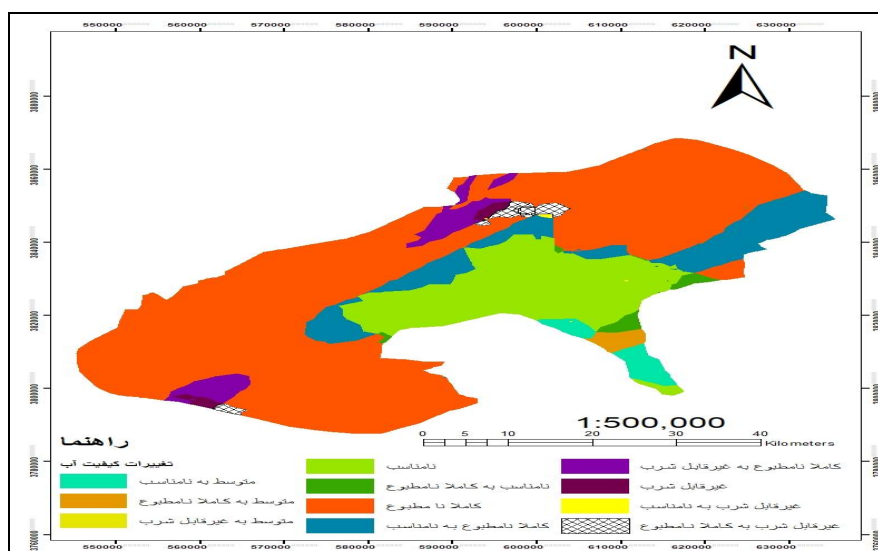 550000 560000 570000 580000 590000 600000 610000 620000 630000
N
1:500,000
0 5 10 20 30 40
Kilometers
راهنما
تغییرات کیفیت آب
متوسط به نامناسب
متوسط به کاملا نامطبوع
متوسط به غیرقابل شرب
نامناسب
نامناسب به کاملا نامطبوع
کاملا نا مطبوع
کاملا نامطبوع به نامناسب
کاملا نامطبوع به غیرقابل شرب
غیرقابل شرب
غیرقابل شرب به نامناسب
غیرقابل شرب به کاملا نامطبوع
550000 560000 570000 580000 590000 600000 610000 620000 630000